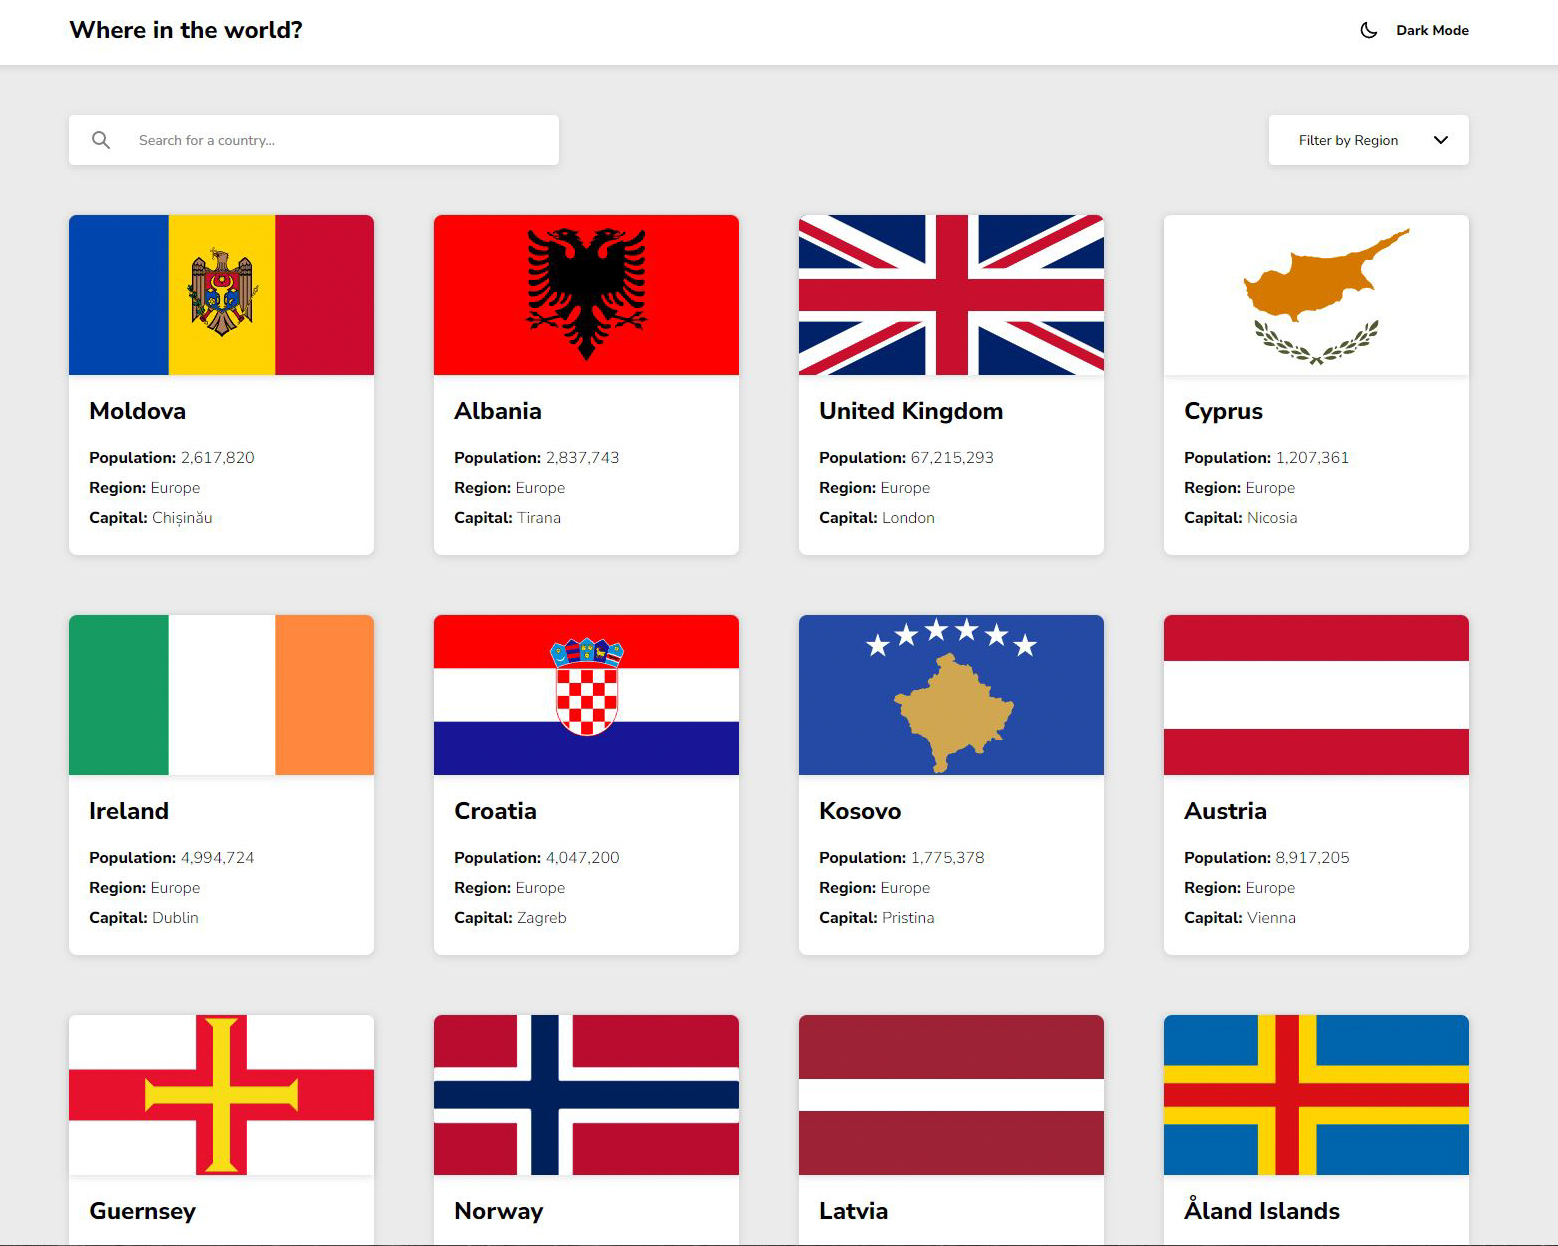 Where in the world?
Dark Mode
Search for a country...
Filter by Region
Moldova
Population: 2,617,820
Region: Europe
Capital: Chișinău
Albania
Population: 2,837,743
Region: Europe
Capital: Tirana
United Kingdom
Population: 67,215,293
Region: Europe
Capital: London
Cyprus
Population: 1,207,361
Region: Europe
Capital: Nicosia
Ireland
Population: 4,994,724
Region: Europe
Capital: Dublin
Croatia
Population: 4,047,200
Region: Europe
Capital: Zagreb
Kosovo
Population: 1,775,378
Region: Europe
Capital: Pristina
Austria
Population: 8,917,205
Region: Europe
Capital: Vienna
Guernsey
Norway
Latvia
Åland Islands